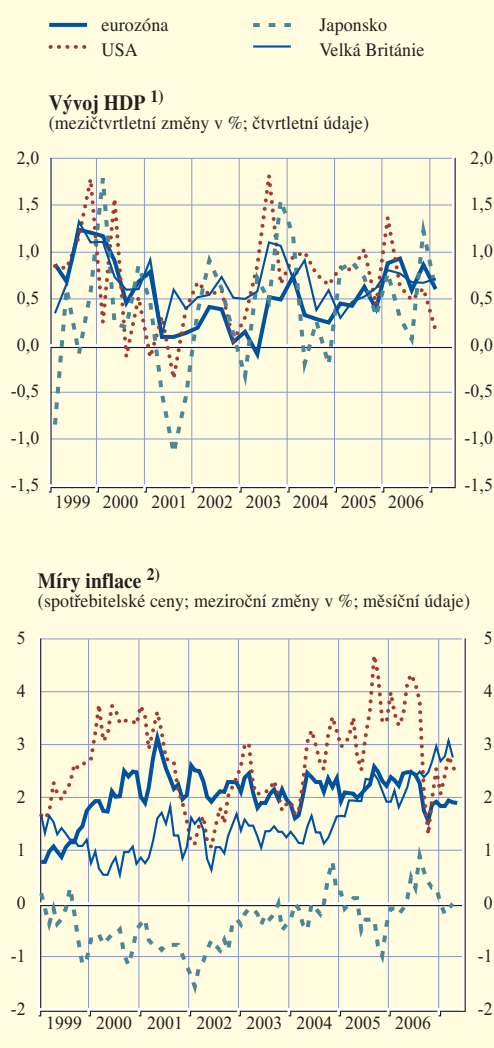 eurozóna Japonsko
USA Velká Británie
Vývoj HDP 1)
(mezičtvrtletní změny v %; čtvrtletní údaje)
2,0 2,0
1,5 1,5
1,0 1,0
0,5 0,5
0,0 0,0
-0,5 -0,5
-1,0 -1,0
-1,5 -1,5
1999 2000 2001 2002 2003 2004 2005 2006
Míry inflace 2)
(spotřebitelské ceny; meziroční změny v %; měsíční údaje)
5 5
4 4
3 3
2 2
1 1
0 0
-1 -1
-2 -2
1999 2000 2001 2002 2003 2004 2005 2006